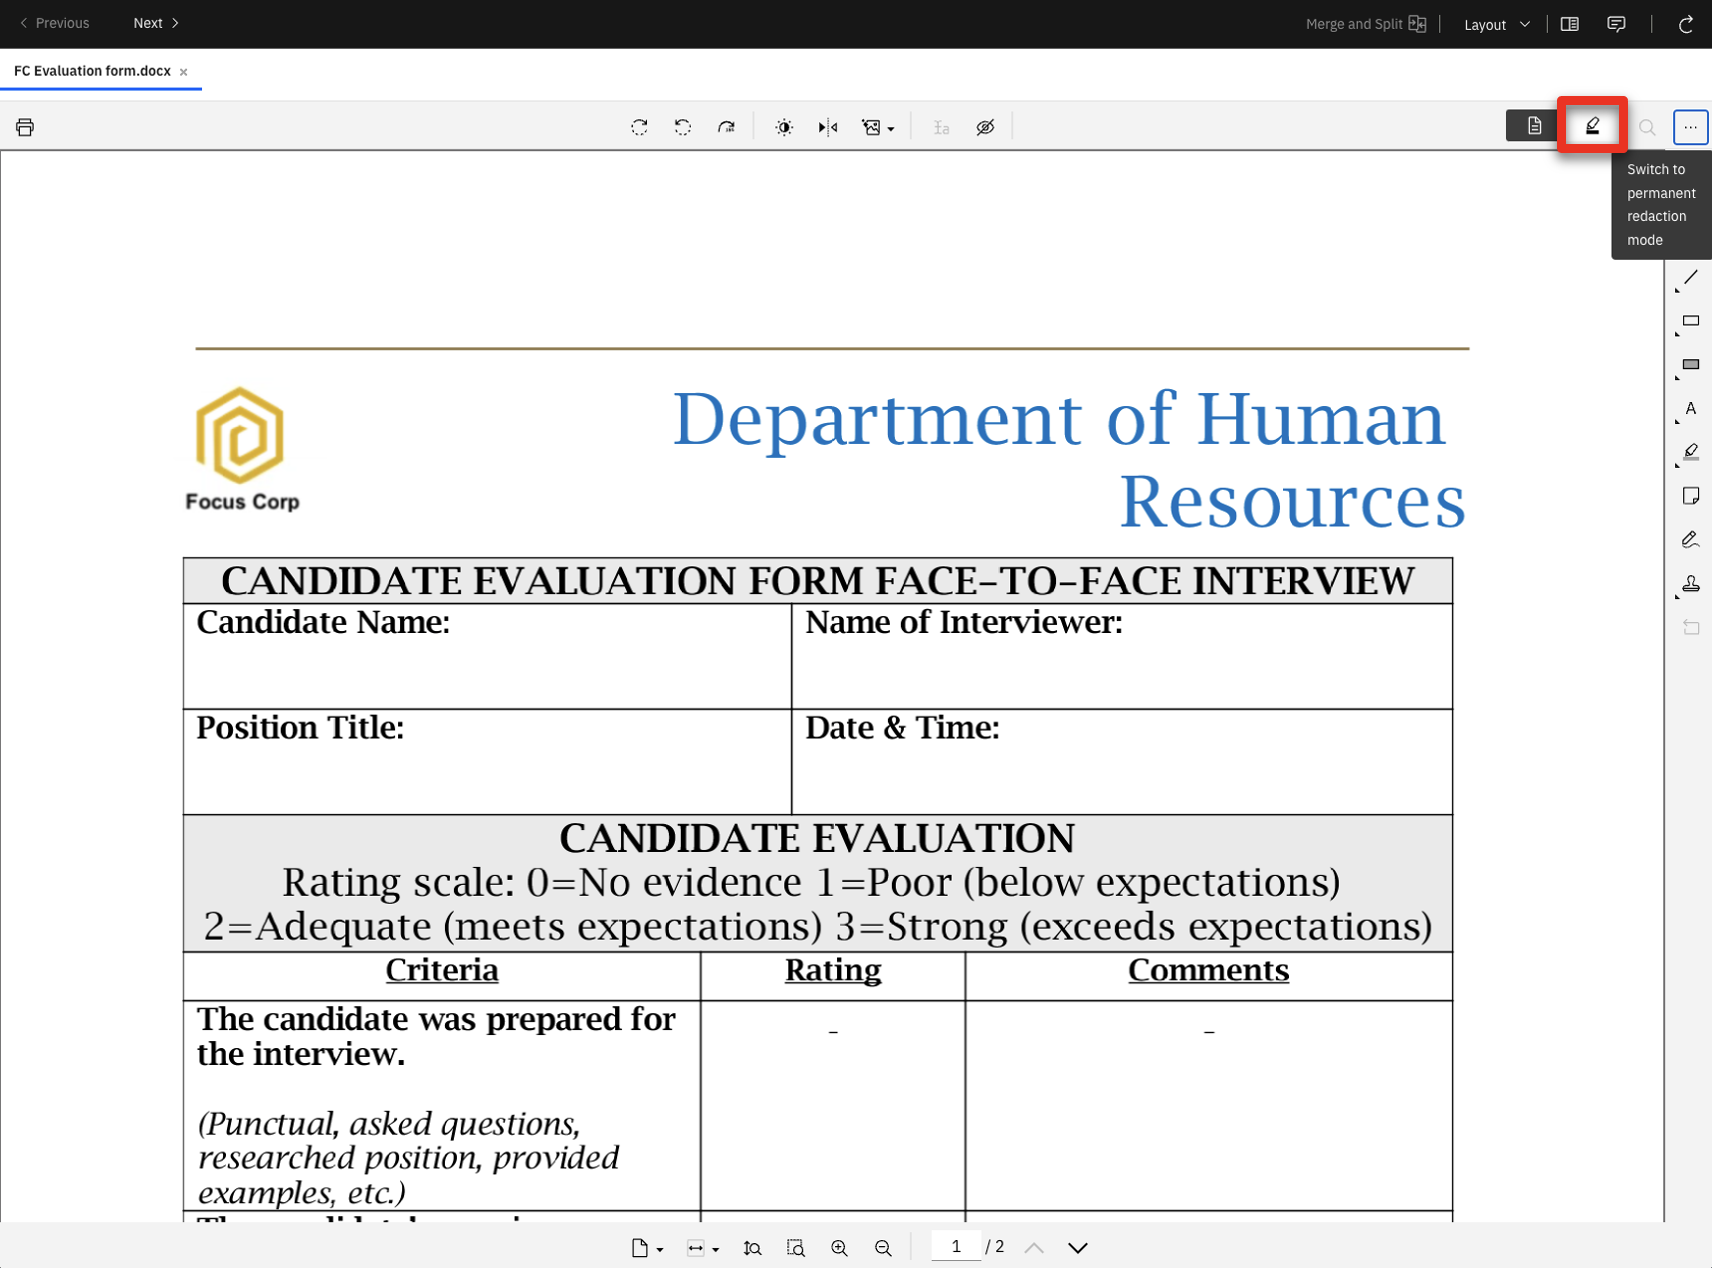 Previous Next Merge and Split Layout
FC Evaluation form.docx ×
Switch to
permanent
redaction
mode
Department of Human
Resources
Focus Corp
CANDIDATE EVALUATION FORM FACE-TO-FACE INTERVIEW
Candidate Name: Name of Interviewer:
Position Title: Date & Time:
CANDIDATE EVALUATION
Rating scale: 0=No evidence 1=Poor (below expectations)
2=Adequate (meets expectations) 3=Strong (exceeds expectations)
Criteria Rating Comments
The candidate was prepared for
the interview.
– –
(Punctual, asked questions,
researched position, provided
examples, etc.)
A
1 / 2